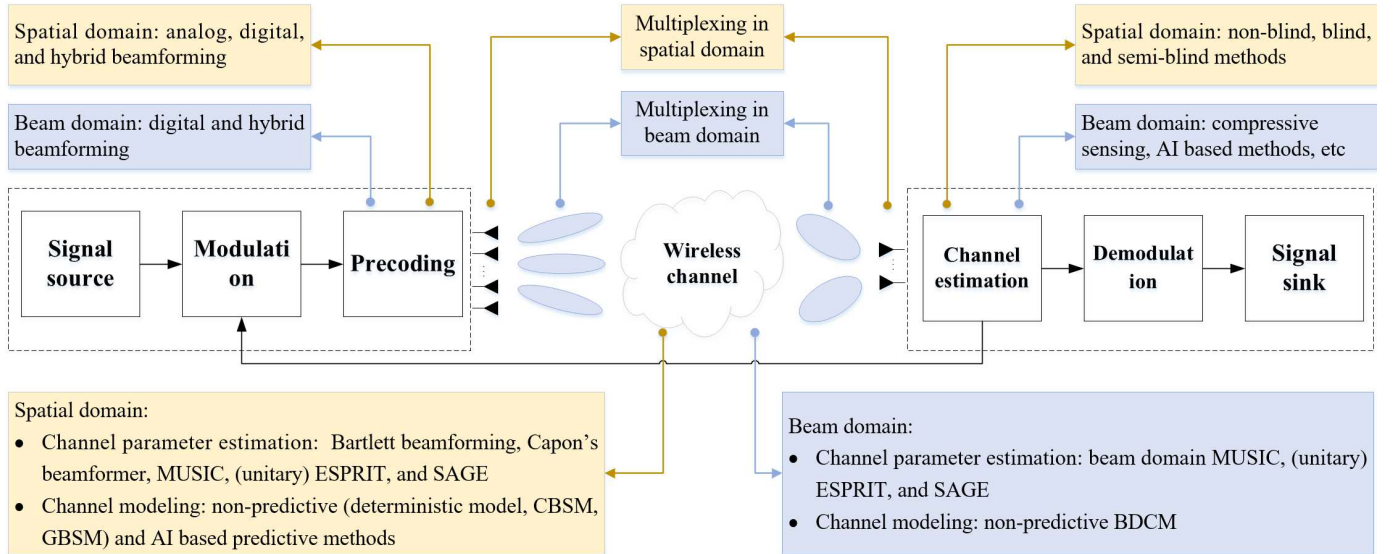 Spatial domain: analog, digital,
and hybrid beamforming
Multiplexing in
spatial domain
Spatial domain: non-blind, blind,
and semi-blind methods
Beam domain: digital and hybrid
beamforming
Multiplexing in
beam domain
Beam domain: compressive
sensing, AI based methods, etc
Signal
source
Modulati
on
Precoding
Wireless
channel
Channel
estimation
Demodulat
ion
Signal
sink
Spatial domain:
● Channel parameter estimation: Bartlett beamforming, Capon's
beamformer, MUSIC, (unitary) ESPRIT, and SAGE
● Channel modeling: non-predictive (deterministic model, CBSM,
GBSM) and AI based predictive methods
Beam domain:
● Channel parameter estimation: beam domain MUSIC, (unitary)
ESPRIT, and SAGE
● Channel modeling: non-predictive BDCM